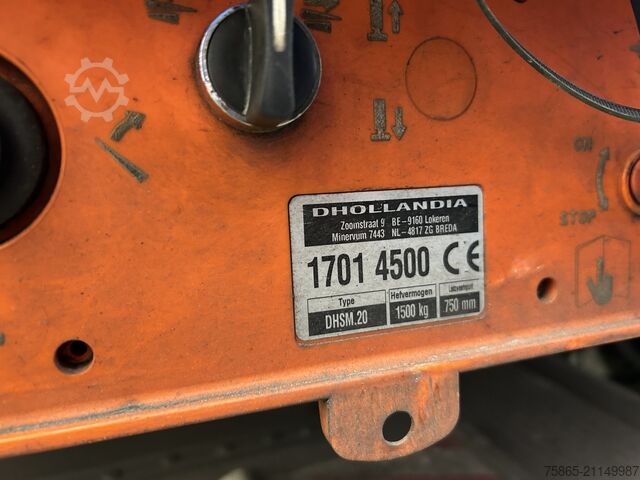 ON
STOP
DHOLLANDIA
Zoomstraat 9 BE-9160 Lokeren
Minervum 7443 NL-4817 ZG BREDA
1701 4500 CE
Type Hefvermogen
DHSM.20 1500 kg 750 mm
75865-21149987